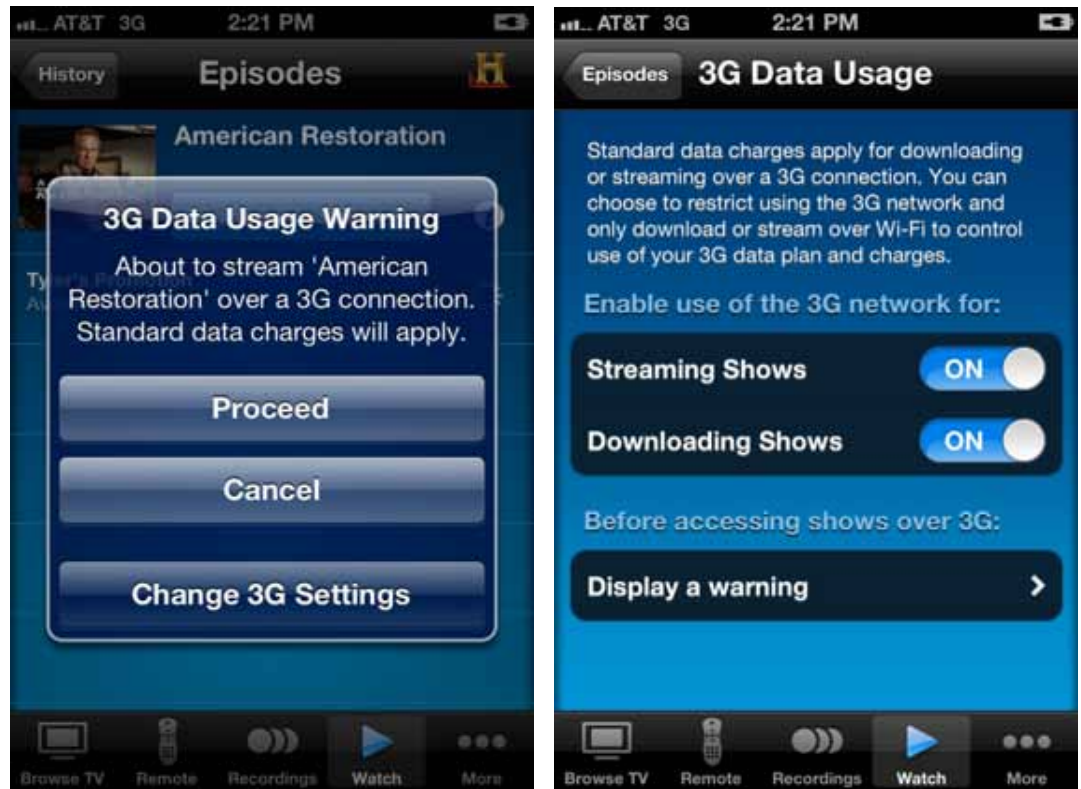 AT&T 3G 2:21 PM
History Episodes H
American Restoration
3G Data Usage Warning
About to stream 'American
Restoration' over a 3G connection.
Standard data charges will apply.
Proceed
Cancel
Change 3G Settings
Browse TV Remote Recordings Watch More
AT&T 3G 2:21 PM
Episodes 3G Data Usage
Standard data charges apply for downloading
or streaming over a 3G connection. You can
choose to restrict using the 3G network and
only download or stream over Wi-Fi to control
use of your 3G data plan and charges.
Enable use of the 3G network for:
Streaming Shows ON
Downloading Shows ON
Before accessing shows over 3G:
Display a warning
Browse TV Remote Recordings Watch More